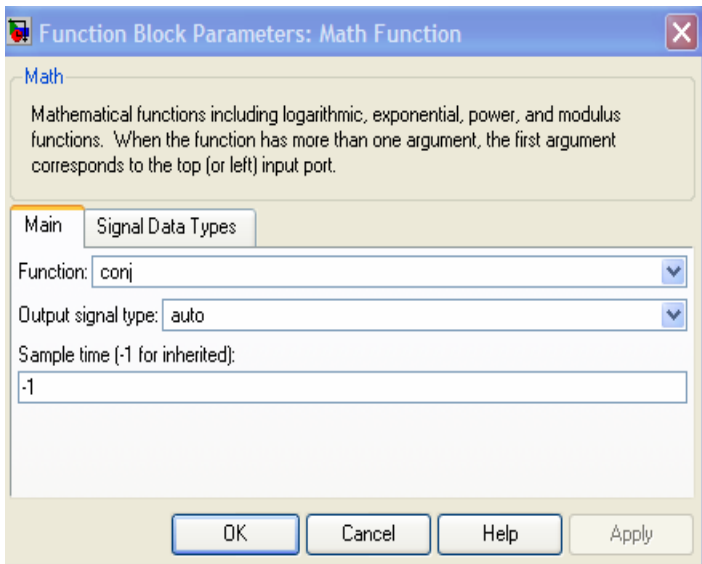 Function Block Parameters: Math Function
Math
Mathematical functions including logarithmic, exponential, power, and modulus
functions.  When the function has more than one argument, the first argument
corresponds to the top (or left) input port.
Main Signal Data Types
Function: conj
Output signal type: auto
Sample time (-1 for inherited):
-1
OK Cancel Help Apply